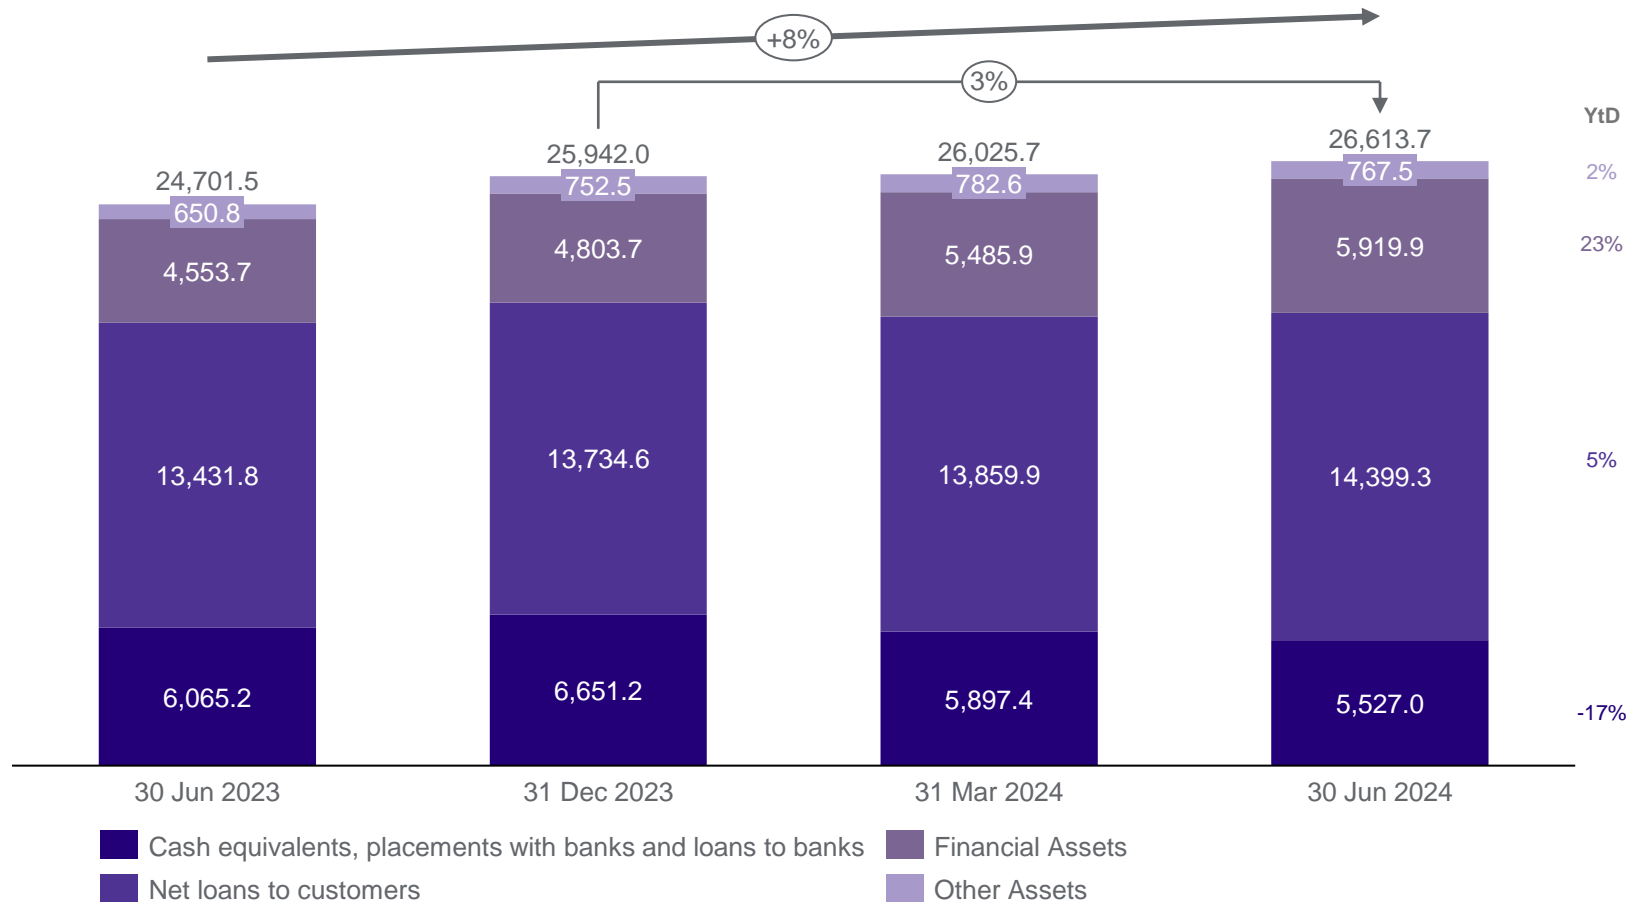 +8%
3%
YtD
24,701.5
25,942.0
26,025.7
26,613.7
650.8
752.5
782.6
767.5
2%
4,553.7
4,803.7
5,485.9
5,919.9
23%
13,431.8
13,734.6
13,859.9
14,399.3
5%
6,065.2
6,651.2
5,897.4
5,527.0
-17%
30 Jun 2023
31 Dec 2023
31 Mar 2024
30 Jun 2024
Cash equivalents, placements with banks and loans to banks
Financial Assets
Net loans to customers
Other Assets